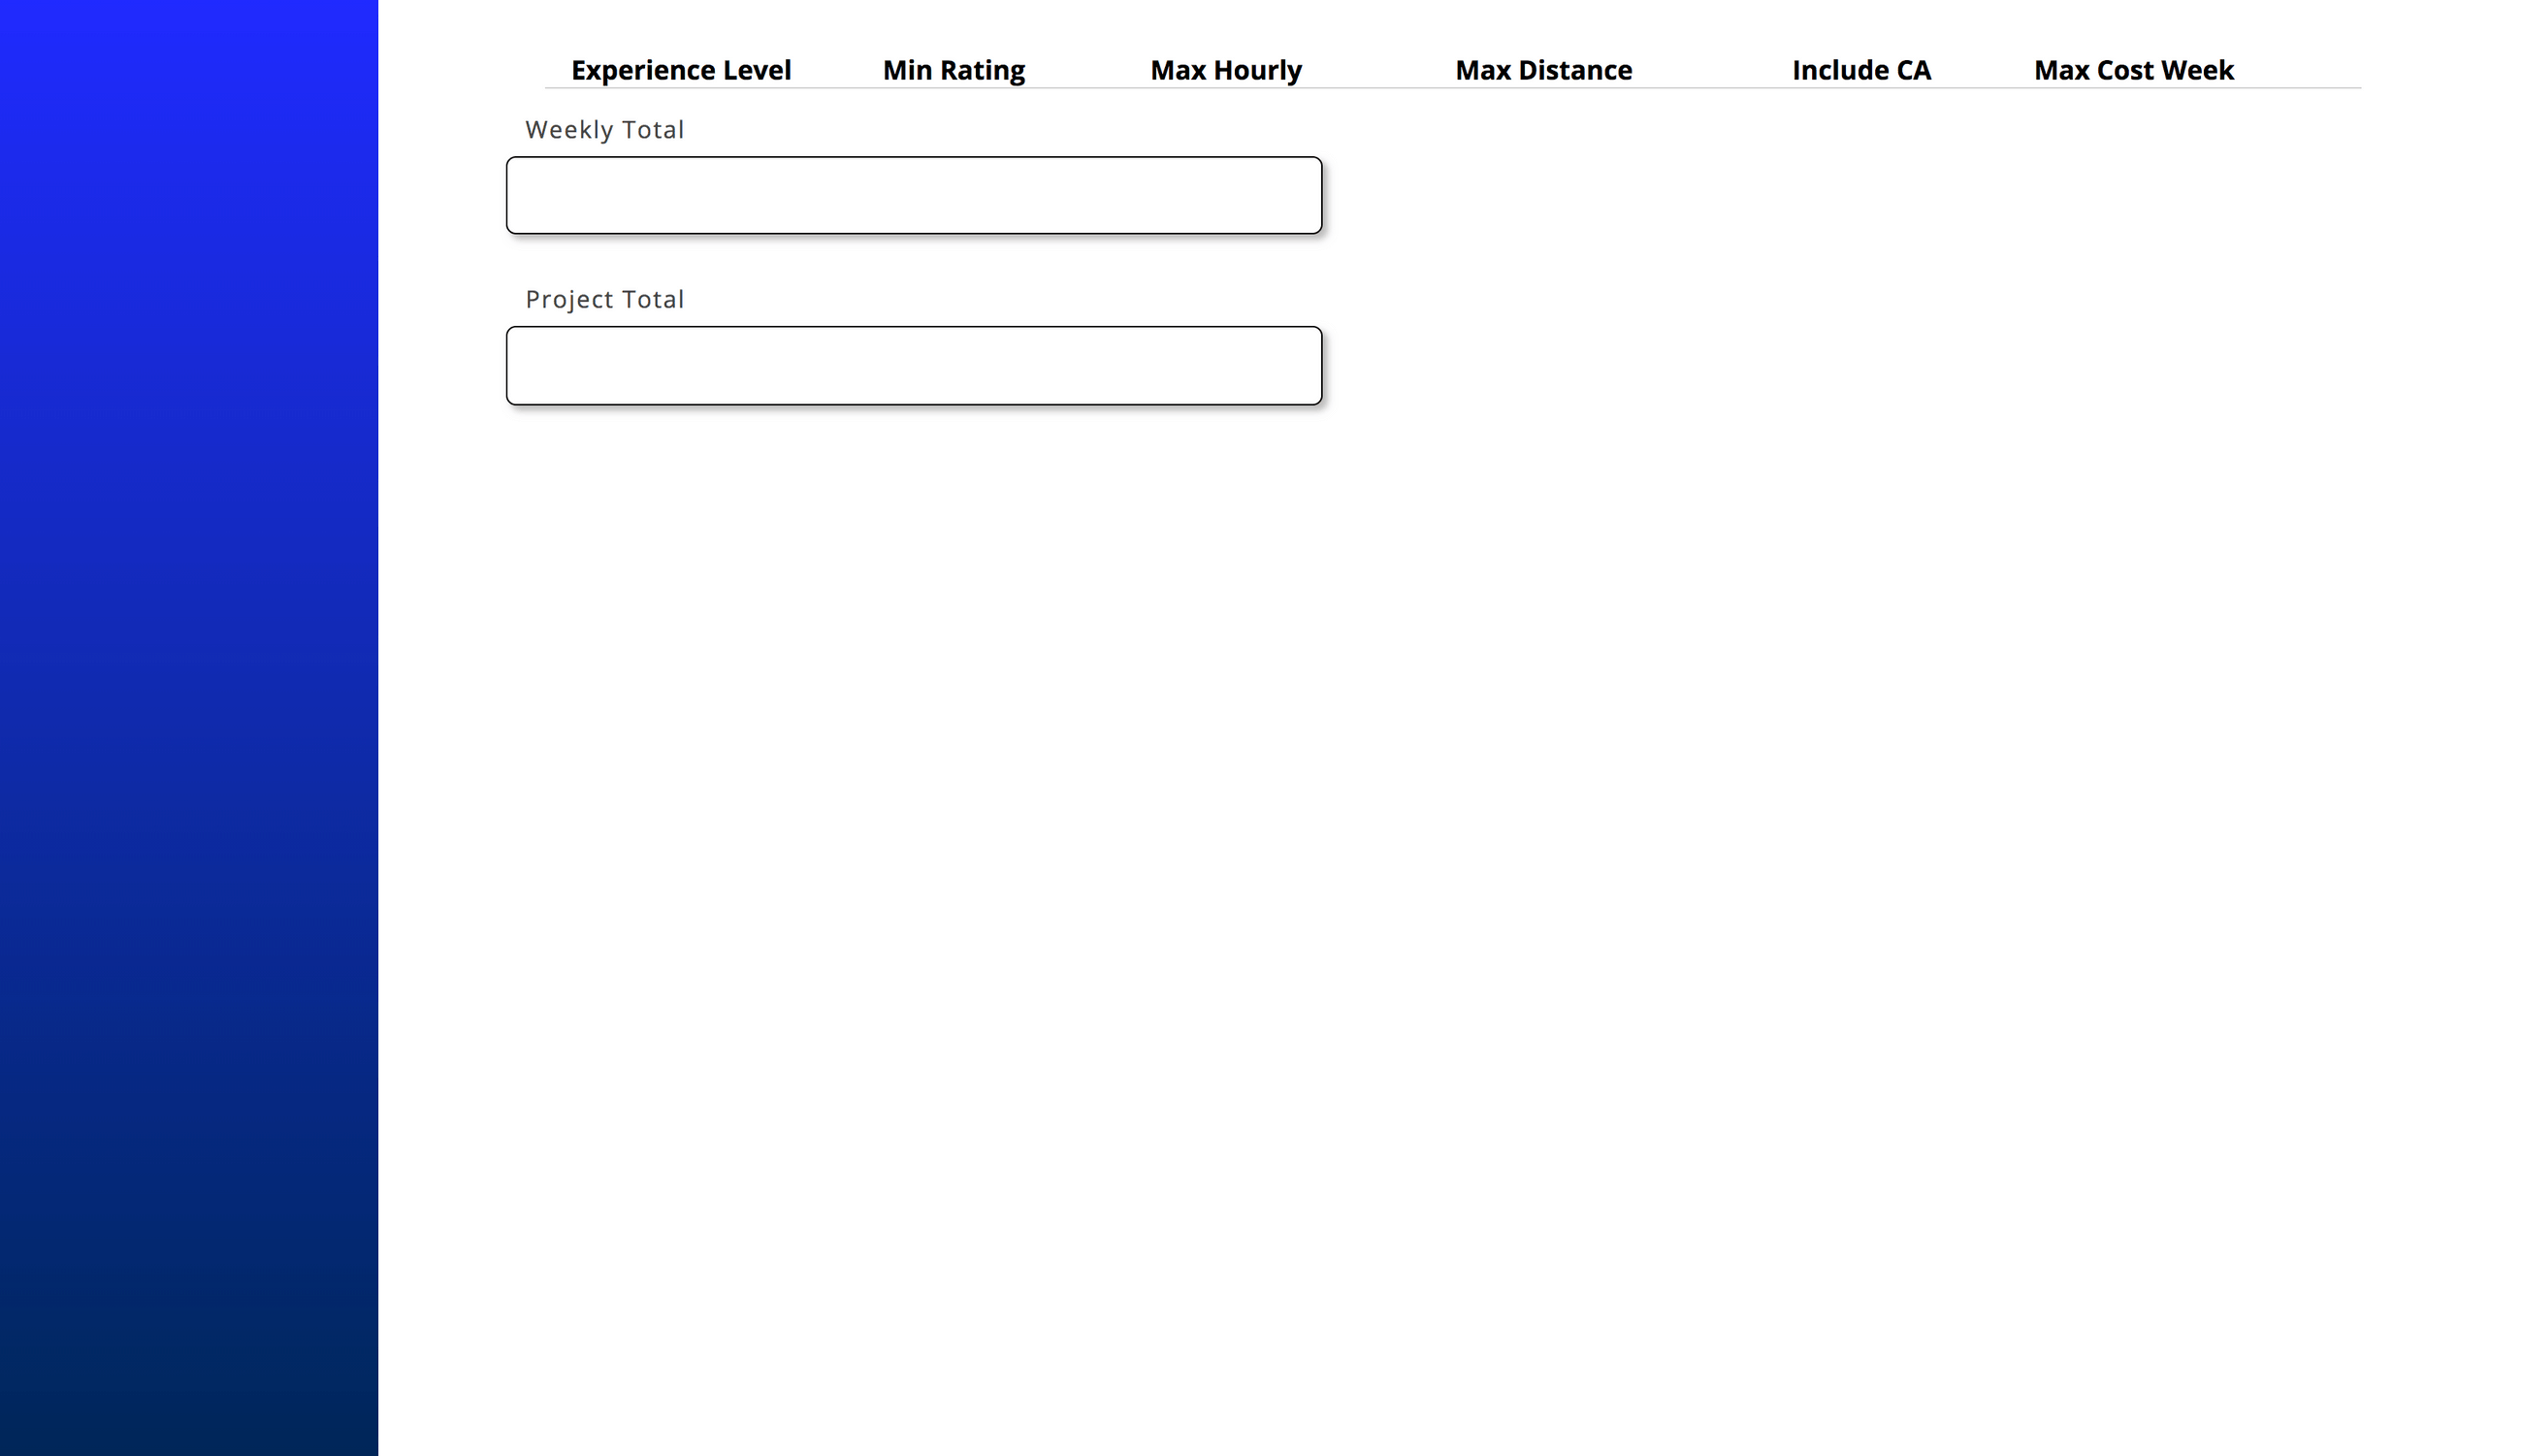 Experience Level Min Rating Max Hourly Max Distance Include CA Max Cost Week
Weekly Total
Project Total